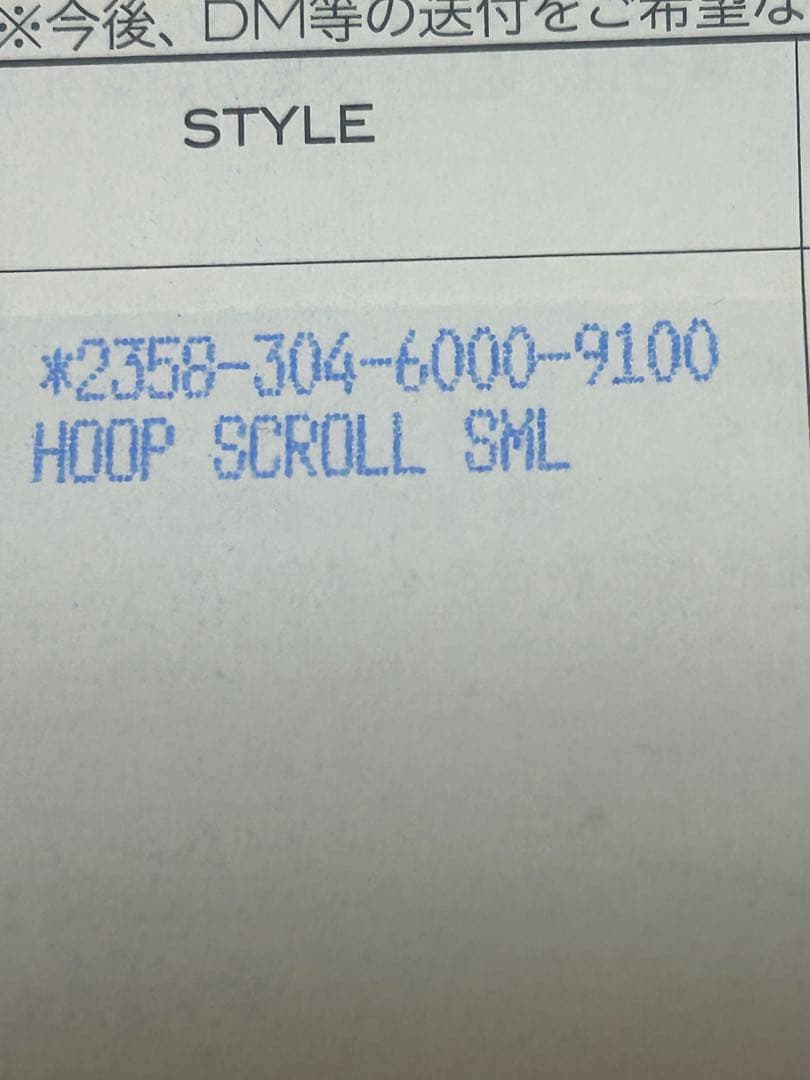 ※今後、DM等の送付をご希望な
STYLE
*2358-304-6000-9100
HOOP SCROLL SML